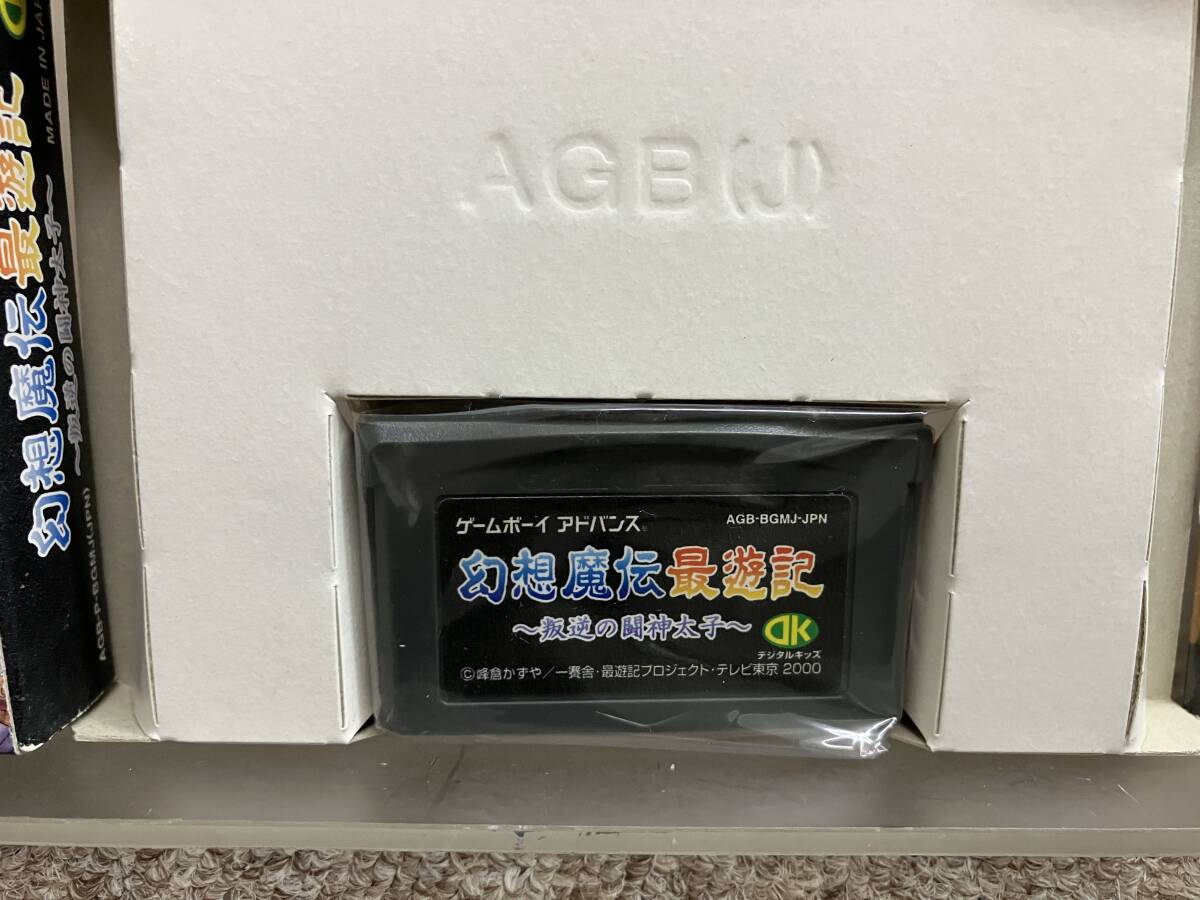 MADE IN JAP
幻想魔伝最遊記
～叛逆の闘神太子～
AGB-P-BGMJ(JPN)
AGB(J)
ゲームボーイ アドバンス
AGB-BGMJ-JPN
幻想魔伝最遊記
～叛逆の闘神太子～
DK
デジタルキッズ
©峰倉かずや／一賽舎・最遊記プロジェクト・テレビ東京 2000